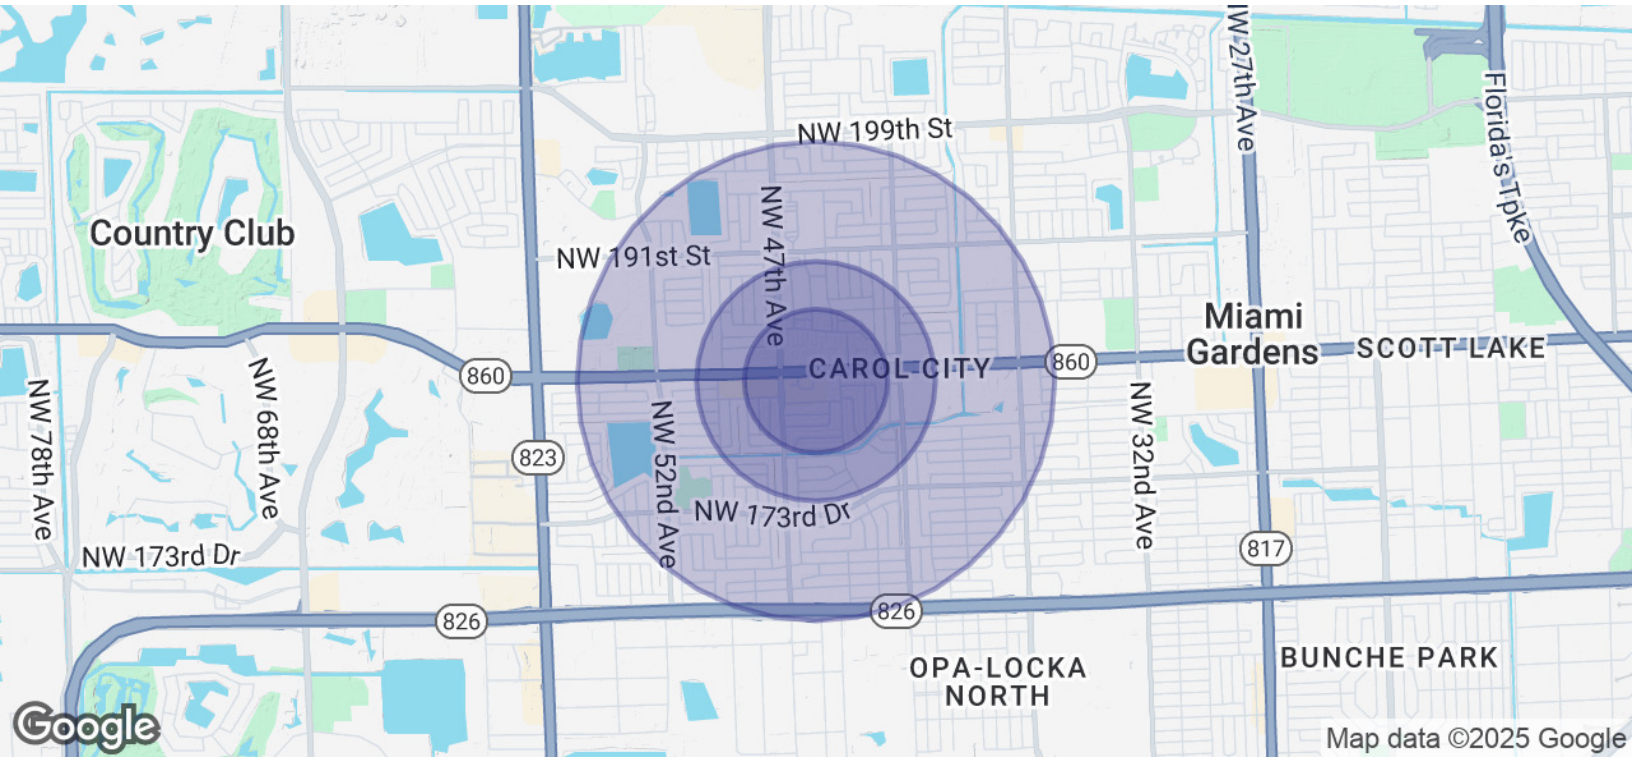 NW 27th Ave
Florida's Tpke
NW 199th St
NW 47th Ave
Country Club
NW 191st St
Miami
Gardens
SCOTT LAKE
CAROL CITY
860
860
NW 78th Ave
NW 68th Ave
NW 52nd Ave
NW 32nd Ave
823
NW 173rd Dr
NW 173rd Dr
817
826
826
OPA-LOCKA
NORTH
BUNCHE PARK
Google
Map data ©2025 Google